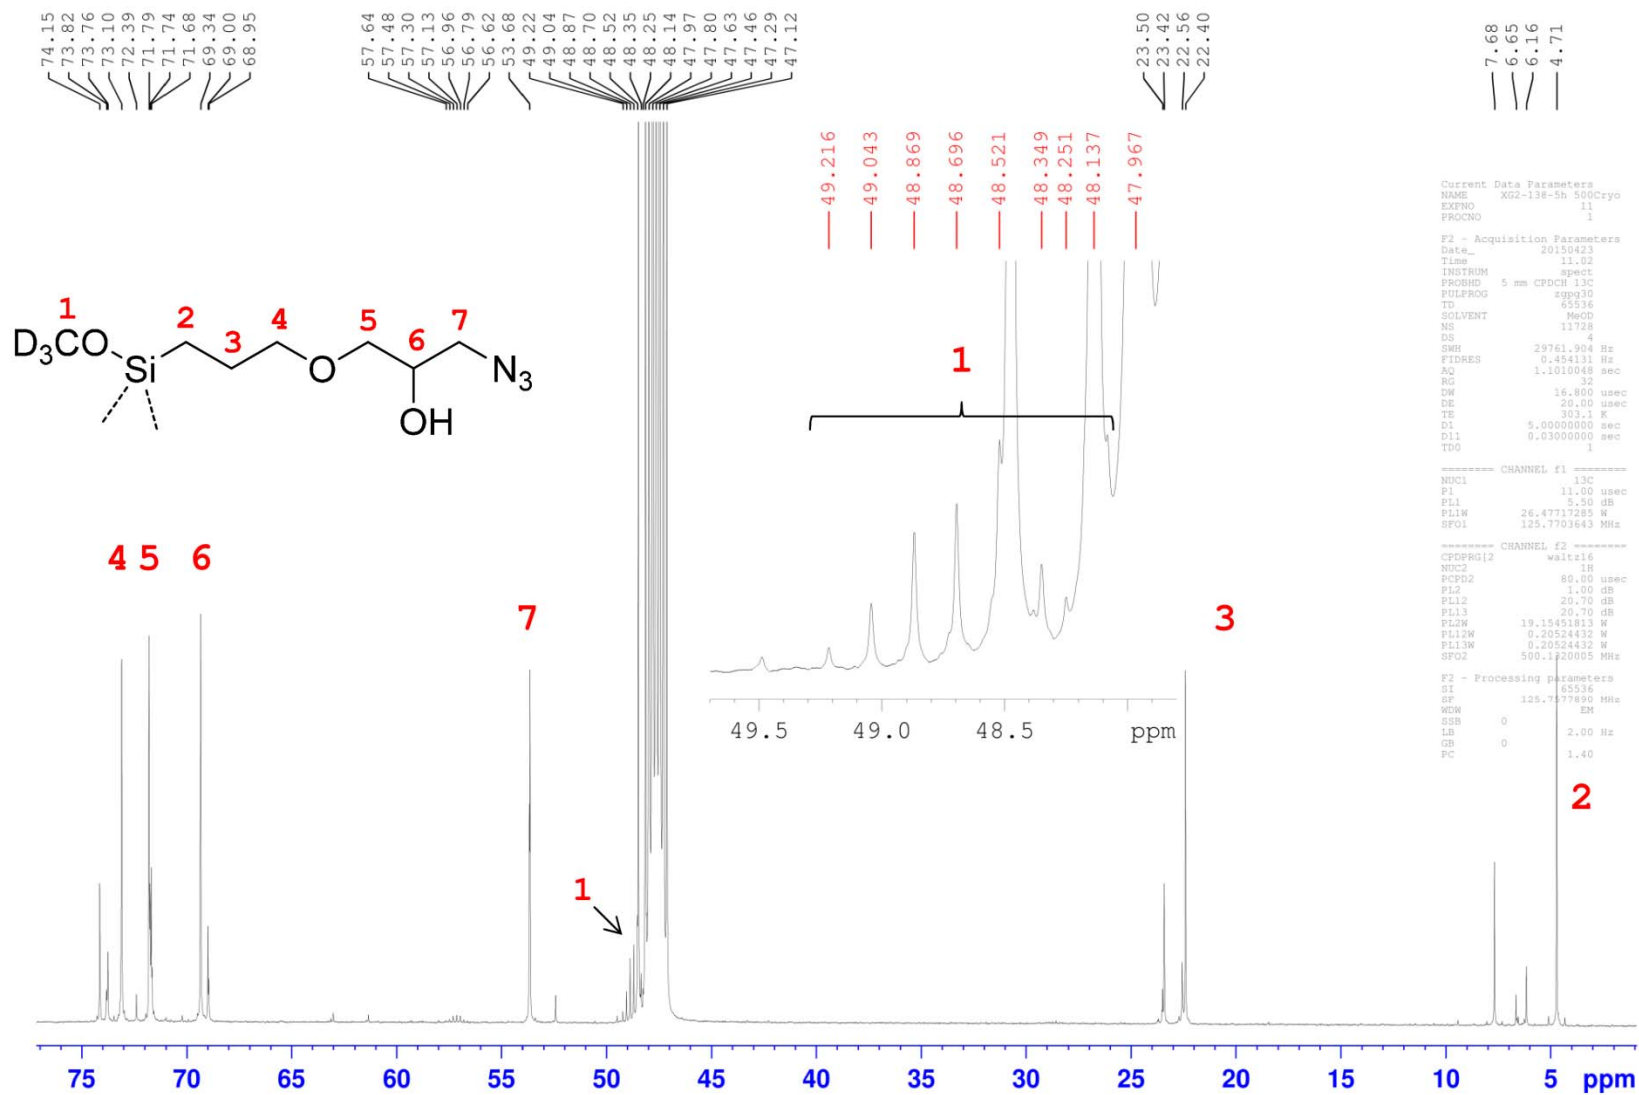 74.15
73.82
73.76
73.10
72.39
71.79
71.74
71.68
69.34
69.00
68.95
57.64
57.48
57.30
57.13
56.96
56.79
56.62
53.68
49.22
49.04
48.87
48.70
48.52
48.35
48.25
48.14
47.97
47.80
47.63
47.46
47.29
47.12
23.50
23.42
22.56
22.40
7.68
6.65
6.16
4.71
49.216
49.043
48.869
48.696
48.521
48.349
48.251
48.137
47.967
Current Data Parameters
NAME XG2-138-5h 500Cryo
EXPNO 11
PROCNO 1
F2 - Acquisition Parameters
Date_ 20150423
Time 11.02
INSTRUM spect
PROBHD 5 mm CPDCH 13C
PULPROG zgpg30
TD 65536
SOLVENT MeOD
NS 11728
DS 4
SWH 29761.904 Hz
FIDRES 0.454131 Hz
AQ 1.1010048 sec
RG 32
DW 16.800 usec
DE 20.00 usec
TE 303.1 K
D1 5.00000000 sec
D11 0.03000000 sec
TD0 1
======== CHANNEL f1 ========
NUC1 13C
P1 11.00 usec
PL1 5.50 dB
PL1W 26.47717285 W
SFO1 125.7703643 MHz
======== CHANNEL f2 ========
CPDPRG[2 waltz16
NUC2 1H
PCPD2 80.00 usec
PL2 1.00 dB
PL12 20.70 dB
PL13 20.70 dB
PL2W 19.15451813 W
PL12W 0.20524432 W
PL13W 0.20524432 W
SFO2 500.1320005 MHz
F2 - Processing parameters
SI 65536
SF 125.7577890 MHz
WDW EM
SSB 0
LB 2.00 Hz
GB 0
PC 1.40
1
2
3
4
5
6
7
D3CO
Si
O
OH
N3
1
49.5 49.0 48.5 ppm
4 5 6
7
3
2
1
75 70 65 60 55 50 45 40 35 30 25 20 15 10 5 ppm